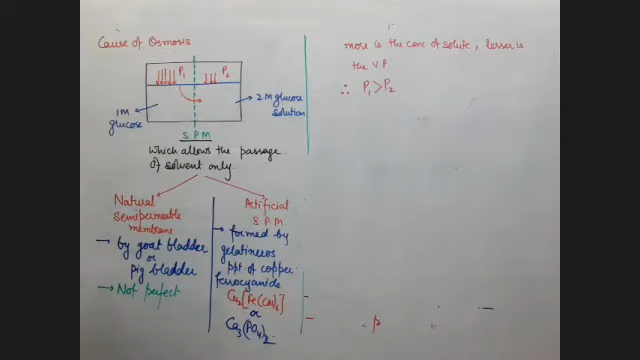 Cause of Osmosis
P1
P2
1M
glucose
2M glucose
solution
S.P.M
Which allows the passage
of solvent only.
Natural
semipermeable
membrane
→ by goat bladder
or
pig bladder
→ Not perfect
Artificial
S.P.M.
→ formed by
gelatineros
ppt of copper
ferrocyanide
Cu2[Fe(CN)6]
or
Ca3(PO4)2
more is the conc of solute, lesser is
the V.P.
∴ P1 > P2
P